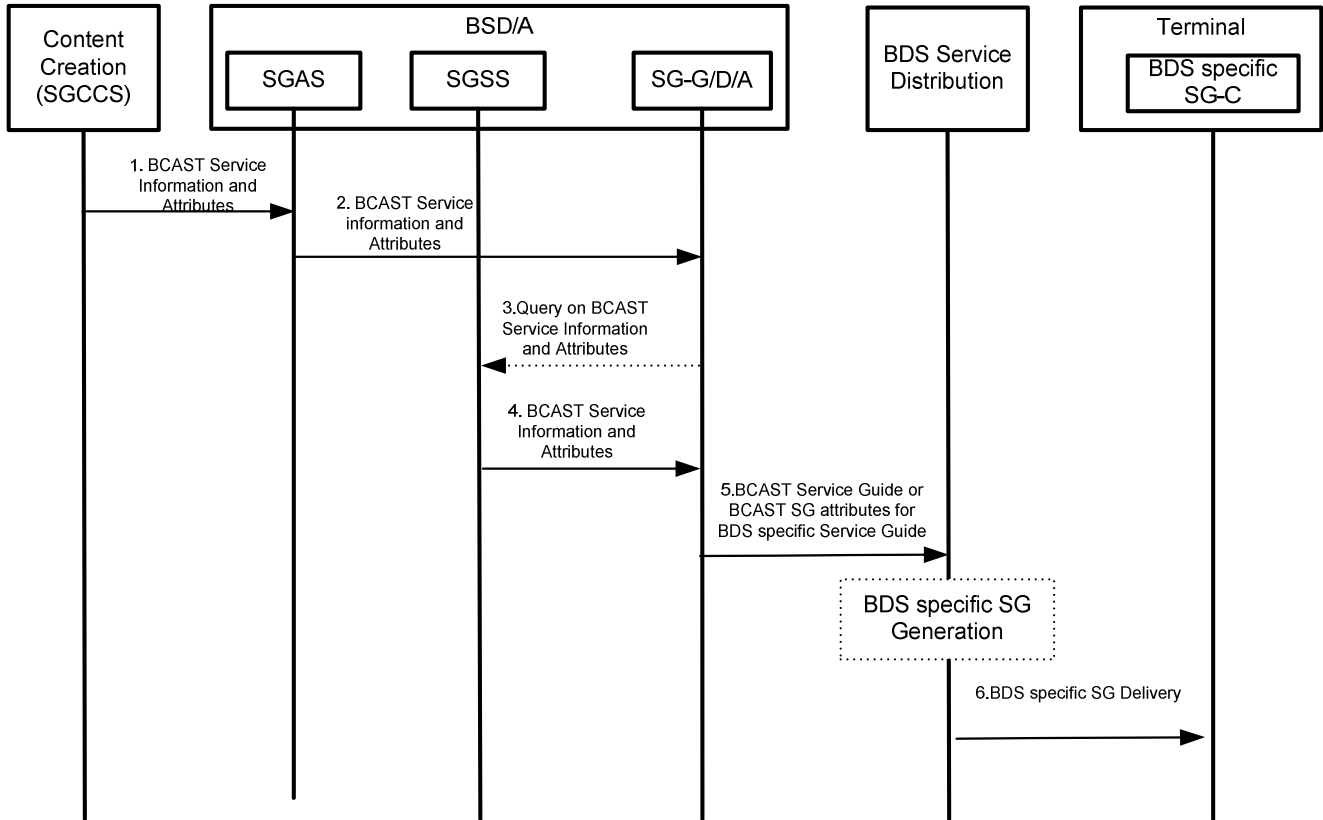 Content
Creation
(SGCCS)
BSD/A
SGAS
SGSS
SG-G/D/A
BDS Service
Distribution
Terminal
BDS specific
SG-C
1. BCAST Service
Information and
Attributes
2. BCAST Service
information and
Attributes
3.Query on BCAST
Service Information
and Attributes
4. BCAST Service
Information and
Attributes
5.BCAST Service Guide or
BCAST SG attributes for
BDS specific Service Guide
BDS specific SG
Generation
6.BDS specific SG Delivery